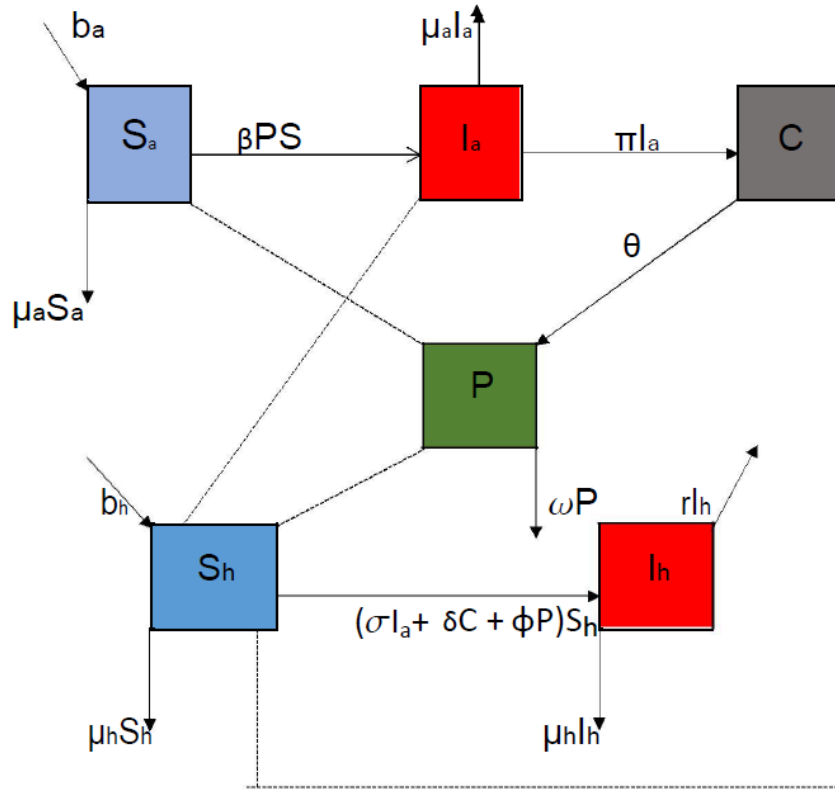 bₐ
μₐIₐ
Sₐ
βPS
Iₐ
πIₐ
C
θ
μₐSₐ
P
bₕ
ωP
rIₕ
Sₕ
Iₕ
(σIₐ+ δC + ϕP)Sₕ
μₕSₕ
μₕIₕ